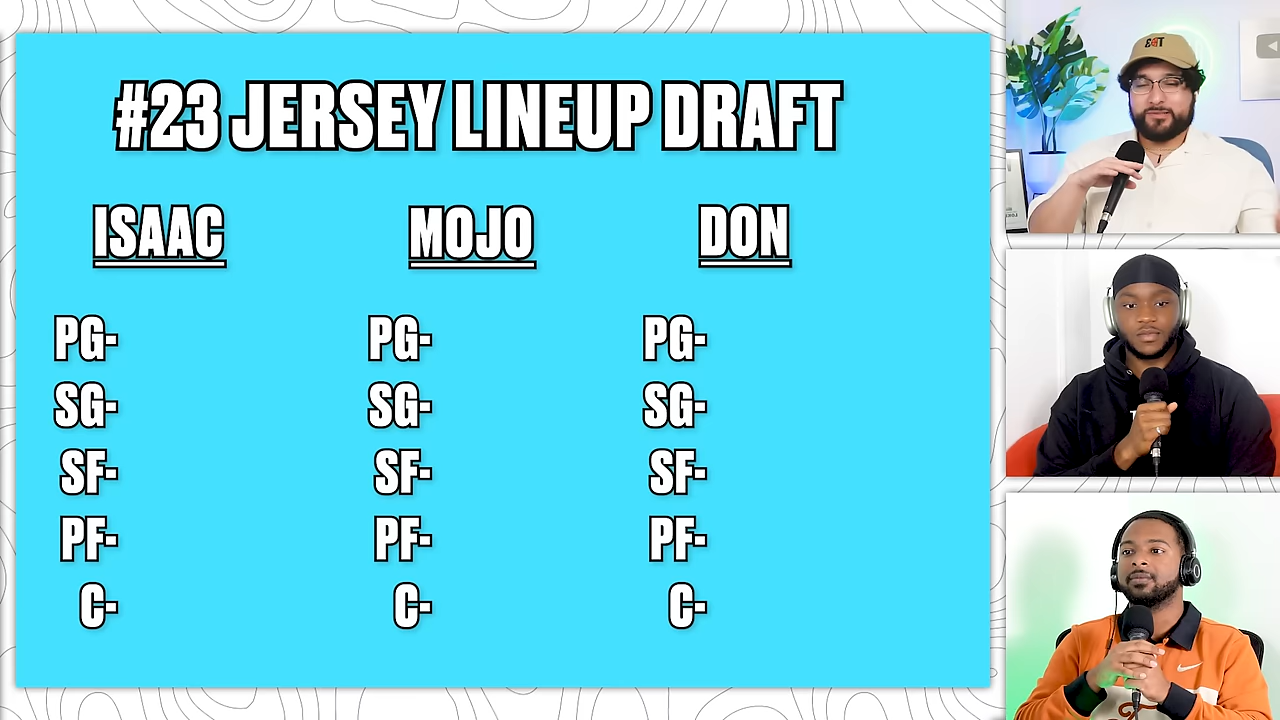 #23 JERSEY LINEUP DRAFT
ISAAC MOJO DON
PG- PG- PG-
SG- SG- SG-
SF- SF- SF-
PF- PF- PF-
C- C- C-